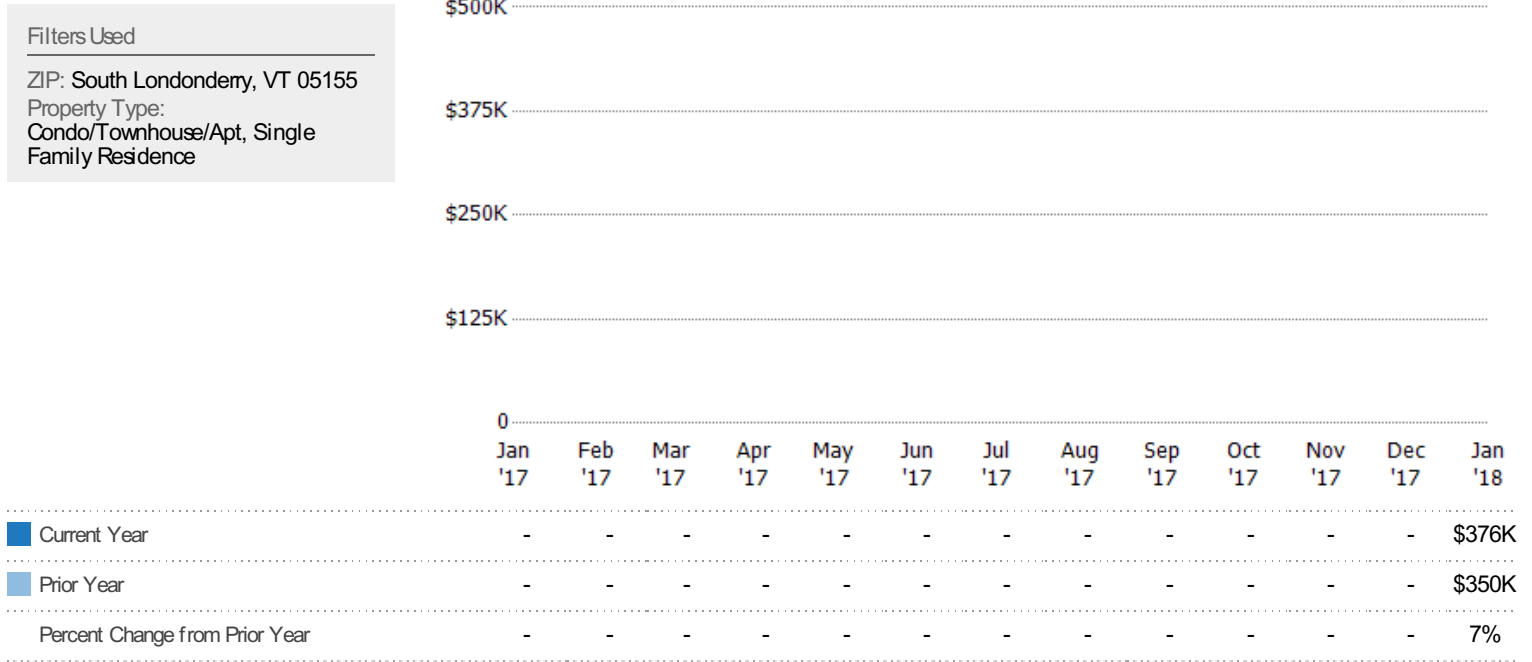 Filters Used
ZIP: South Londonderry, VT 05155
Property Type:
Condo/Townhouse/Apt, Single
Family Residence
$500K
$375K
$250K
$125K
0
Jan '17 Feb '17 Mar '17 Apr '17 May '17 Jun '17 Jul '17 Aug '17 Sep '17 Oct '17 Nov '17 Dec '17 Jan '18
Current Year - - - - - - - - - - - - $376K
Prior Year - - - - - - - - - - - - $350K
Percent Change from Prior Year - - - - - - - - - - - - 7%